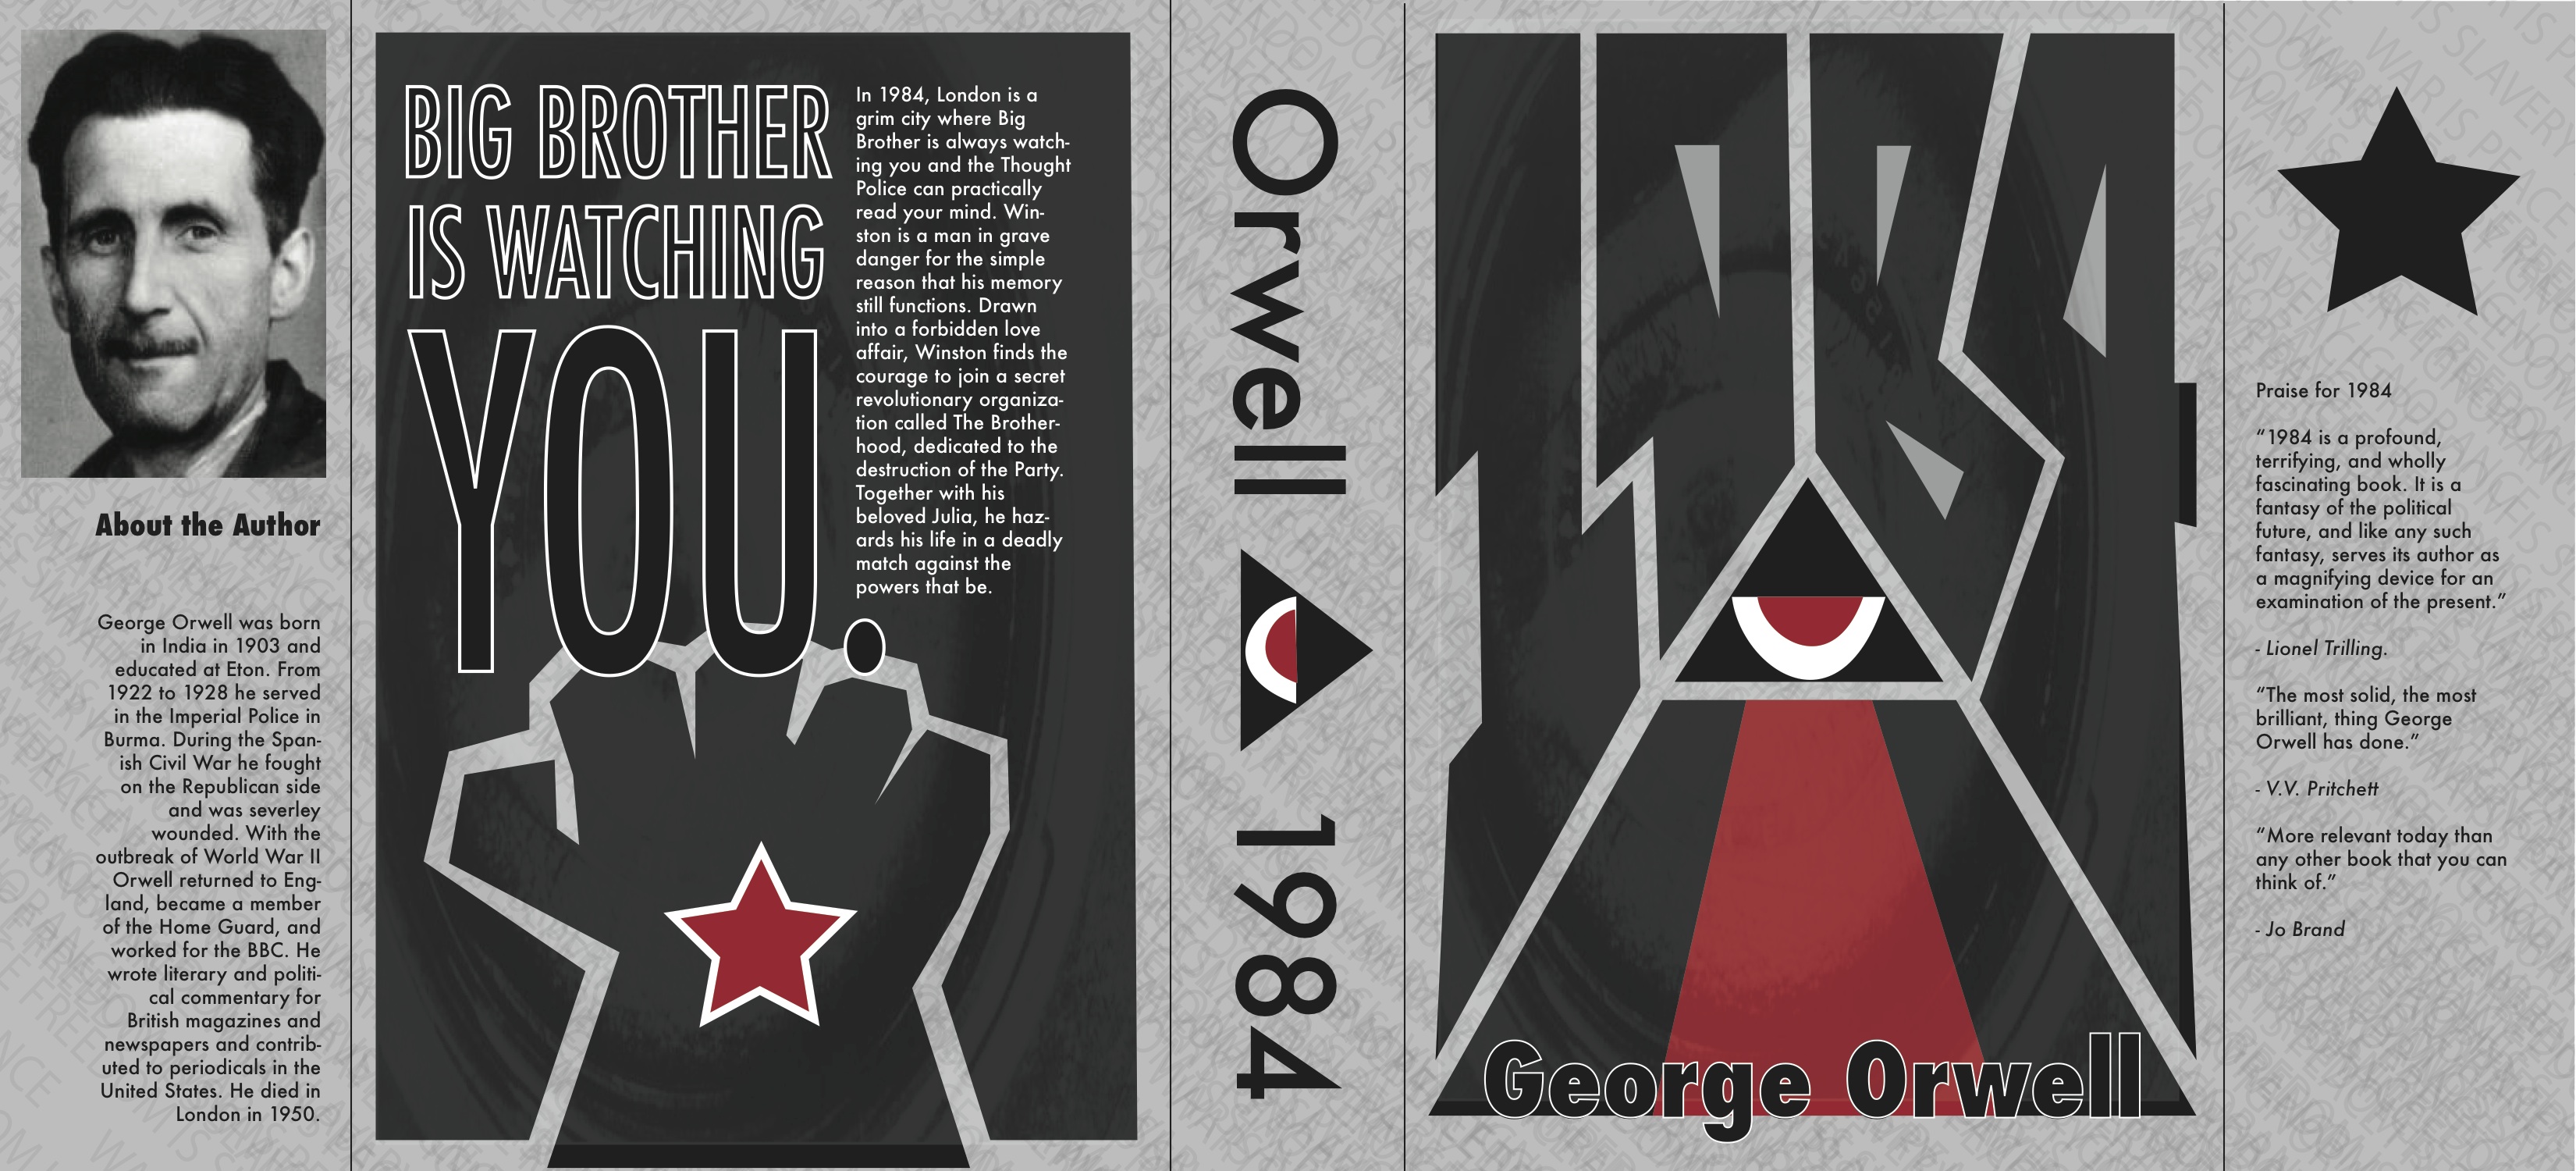 About the Author
George Orwell was born
in India in 1903 and
educated at Eton. From
1922 to 1928 he served
in the Imperial Police in
Burma. During the Span-
ish Civil War he fought
on the Republican side
and was severley
wounded. With the
outbreak of World War II
Orwell returned to Eng-
land, became a member
of the Home Guard, and
worked for the BBC. He
wrote literary and politi-
cal commentary for
British magazines and
newspapers and contrib-
uted to periodicals in the
United States. He died in
London in 1950.
BIG BROTHER
IS WATCHING
YOU.
In 1984, London is a
grim city where Big
Brother is always watch-
ing you and the Thought
Police can practically
read your mind. Win-
ston is a man in grave
danger for the simple
reason that his memory
still functions. Drawn
into a forbidden love
affair, Winston finds the
courage to join a secret
revolutionary organiza-
tion called The Brother-
hood, dedicated to the
destruction of the Party.
Together with his
beloved Julia, he haz-
ards his life in a deadly
match against the
powers that be.
Orwell 1984
1984
George Orwell
Praise for 1984
“1984 is a profound,
terrifying, and wholly
fascinating book. It is a
fantasy of the political
future, and like any such
fantasy, serves its author as
a magnifying device for an
examination of the present.”
- Lionel Trilling.
“The most solid, the most
brilliant, thing George
Orwell has done.”
- V.V. Pritchett
“More relevant today than
any other book that you can
think of.”
- Jo Brand